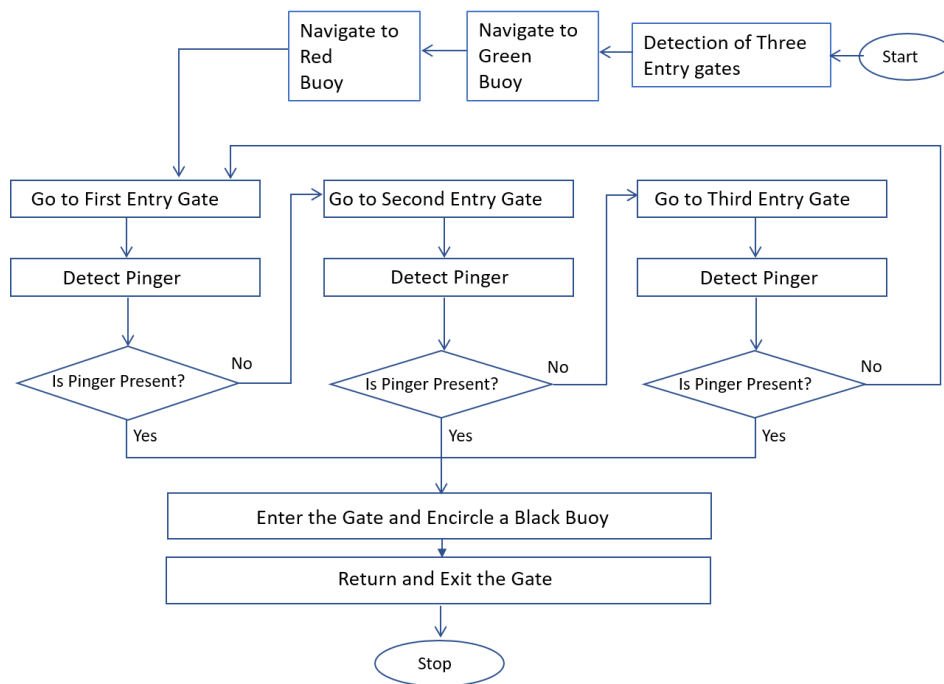 Navigate to
Red
Buoy
Navigate to
Green
Buoy
Detection of Three
Entry gates
Start
Go to First Entry Gate
Go to Second Entry Gate
Go to Third Entry Gate
Detect Pinger
Detect Pinger
Detect Pinger
Is Pinger Present?
No
Is Pinger Present?
No
Is Pinger Present?
No
Yes
Yes
Yes
Enter the Gate and Encircle a Black Buoy
Return and Exit the Gate
Stop